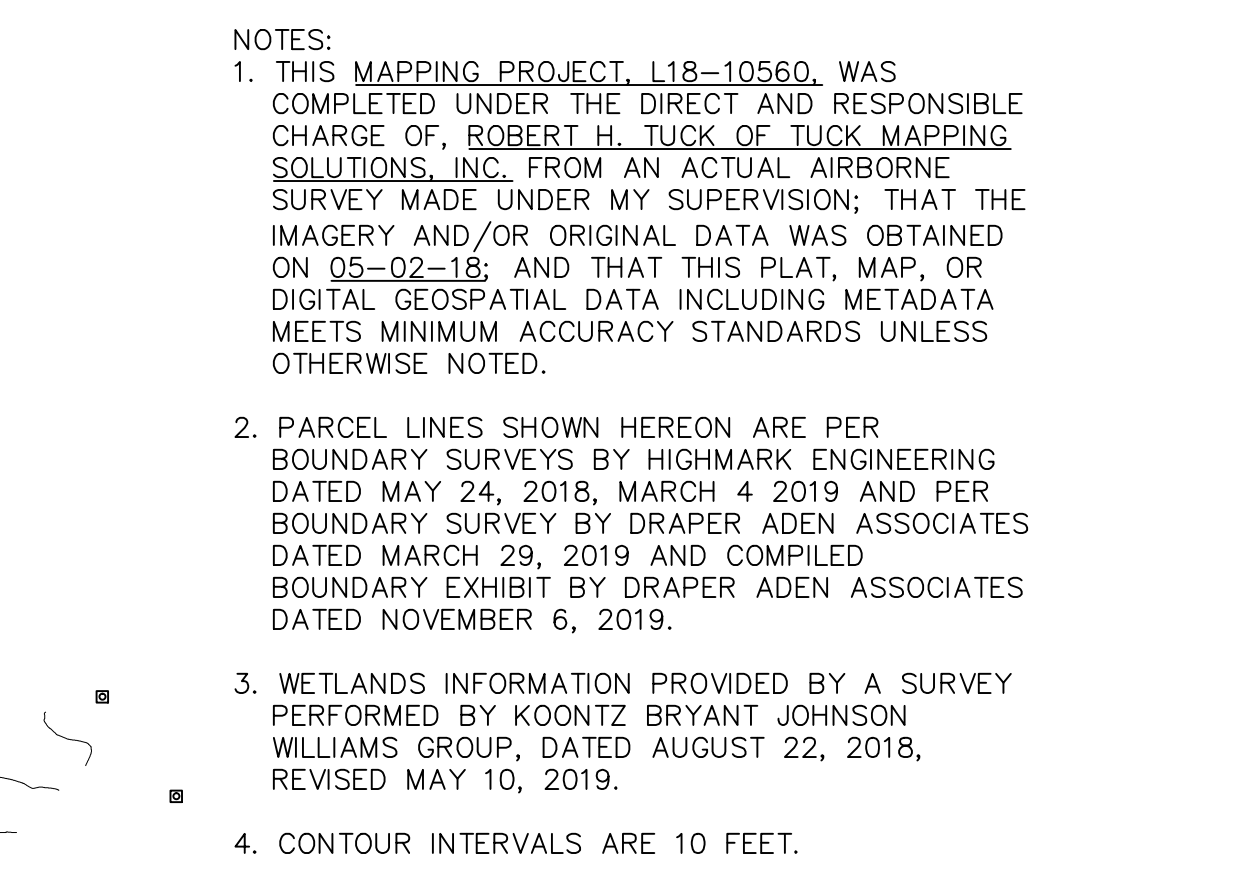 NOTES:
1. THIS MAPPING PROJECT, L18-10560, WAS
COMPLETED UNDER THE DIRECT AND RESPONSIBLE
CHARGE OF, ROBERT H. TUCK OF TUCK MAPPING
SOLUTIONS, INC. FROM AN ACTUAL AIRBORNE
SURVEY MADE UNDER MY SUPERVISION; THAT THE
IMAGERY AND/OR ORIGINAL DATA WAS OBTAINED
ON 05-02-18; AND THAT THIS PLAT, MAP, OR
DIGITAL GEOSPATIAL DATA INCLUDING METADATA
MEETS MINIMUM ACCURACY STANDARDS UNLESS
OTHERWISE NOTED.
2. PARCEL LINES SHOWN HEREON ARE PER
BOUNDARY SURVEYS BY HIGHMARK ENGINEERING
DATED MAY 24, 2018, MARCH 4 2019 AND PER
BOUNDARY SURVEY BY DRAPER ADEN ASSOCIATES
DATED MARCH 29, 2019 AND COMPILED
BOUNDARY EXHIBIT BY DRAPER ADEN ASSOCIATES
DATED NOVEMBER 6, 2019.
3. WETLANDS INFORMATION PROVIDED BY A SURVEY
PERFORMED BY KOONTZ BRYANT JOHNSON
WILLIAMS GROUP, DATED AUGUST 22, 2018,
REVISED MAY 10, 2019.
4. CONTOUR INTERVALS ARE 10 FEET.